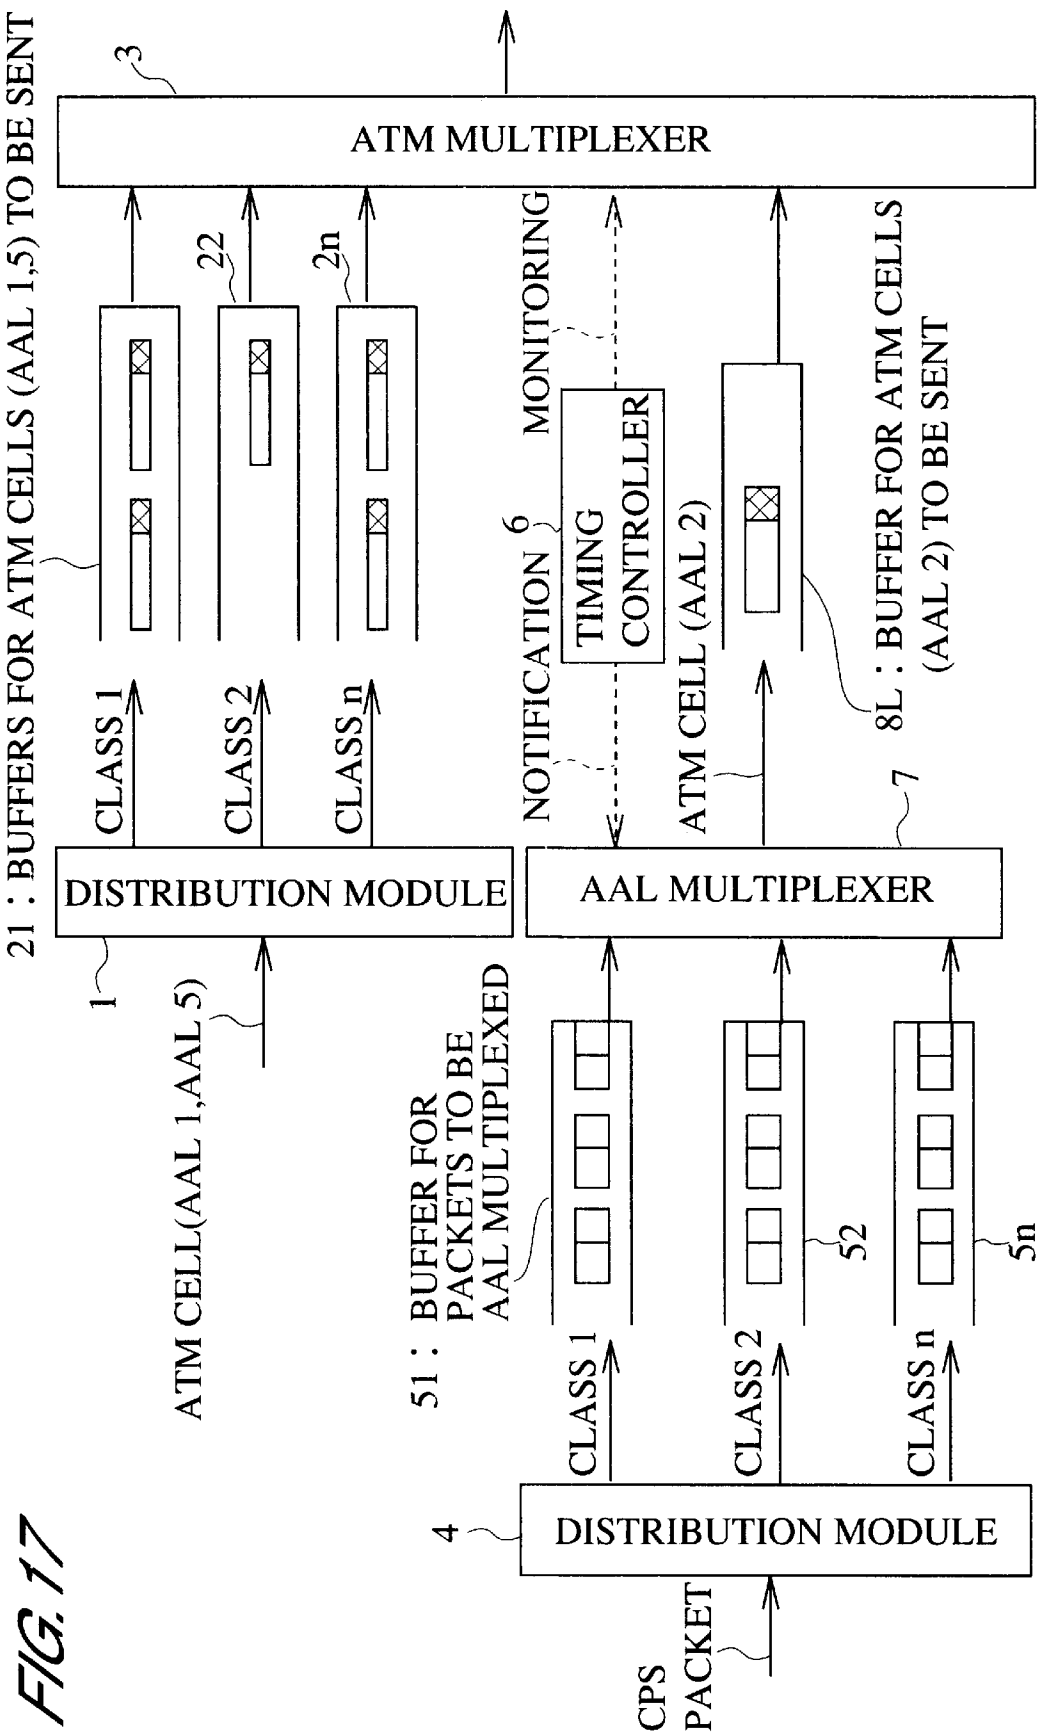 FIG. 17
21 : BUFFERS FOR ATM CELLS (AAL 1,5) TO BE SENT
3
ATM MULTIPLEXER
22
2n
CLASS 1
CLASS 2
CLASS n
DISTRIBUTION MODULE
1
ATM CELL(AAL 1,AAL 5)
51 : BUFFER FOR
PACKETS TO BE
AAL MULTIPLEXED
NOTIFICATION
6
MONITORING
TIMING
CONTROLLER
ATM CELL (AAL 2)
AAL MULTIPLEXER
7
8L : BUFFER FOR ATM CELLS
(AAL 2) TO BE SENT
CLASS 1
CLASS 2
CLASS n
52
5n
4
DISTRIBUTION MODULE
CPS
PACKET